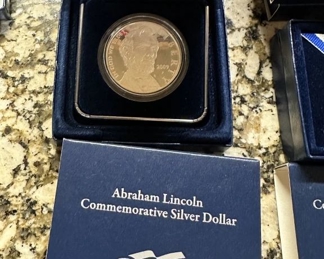 Abraham Lincoln
Commemorative Silver Dollar